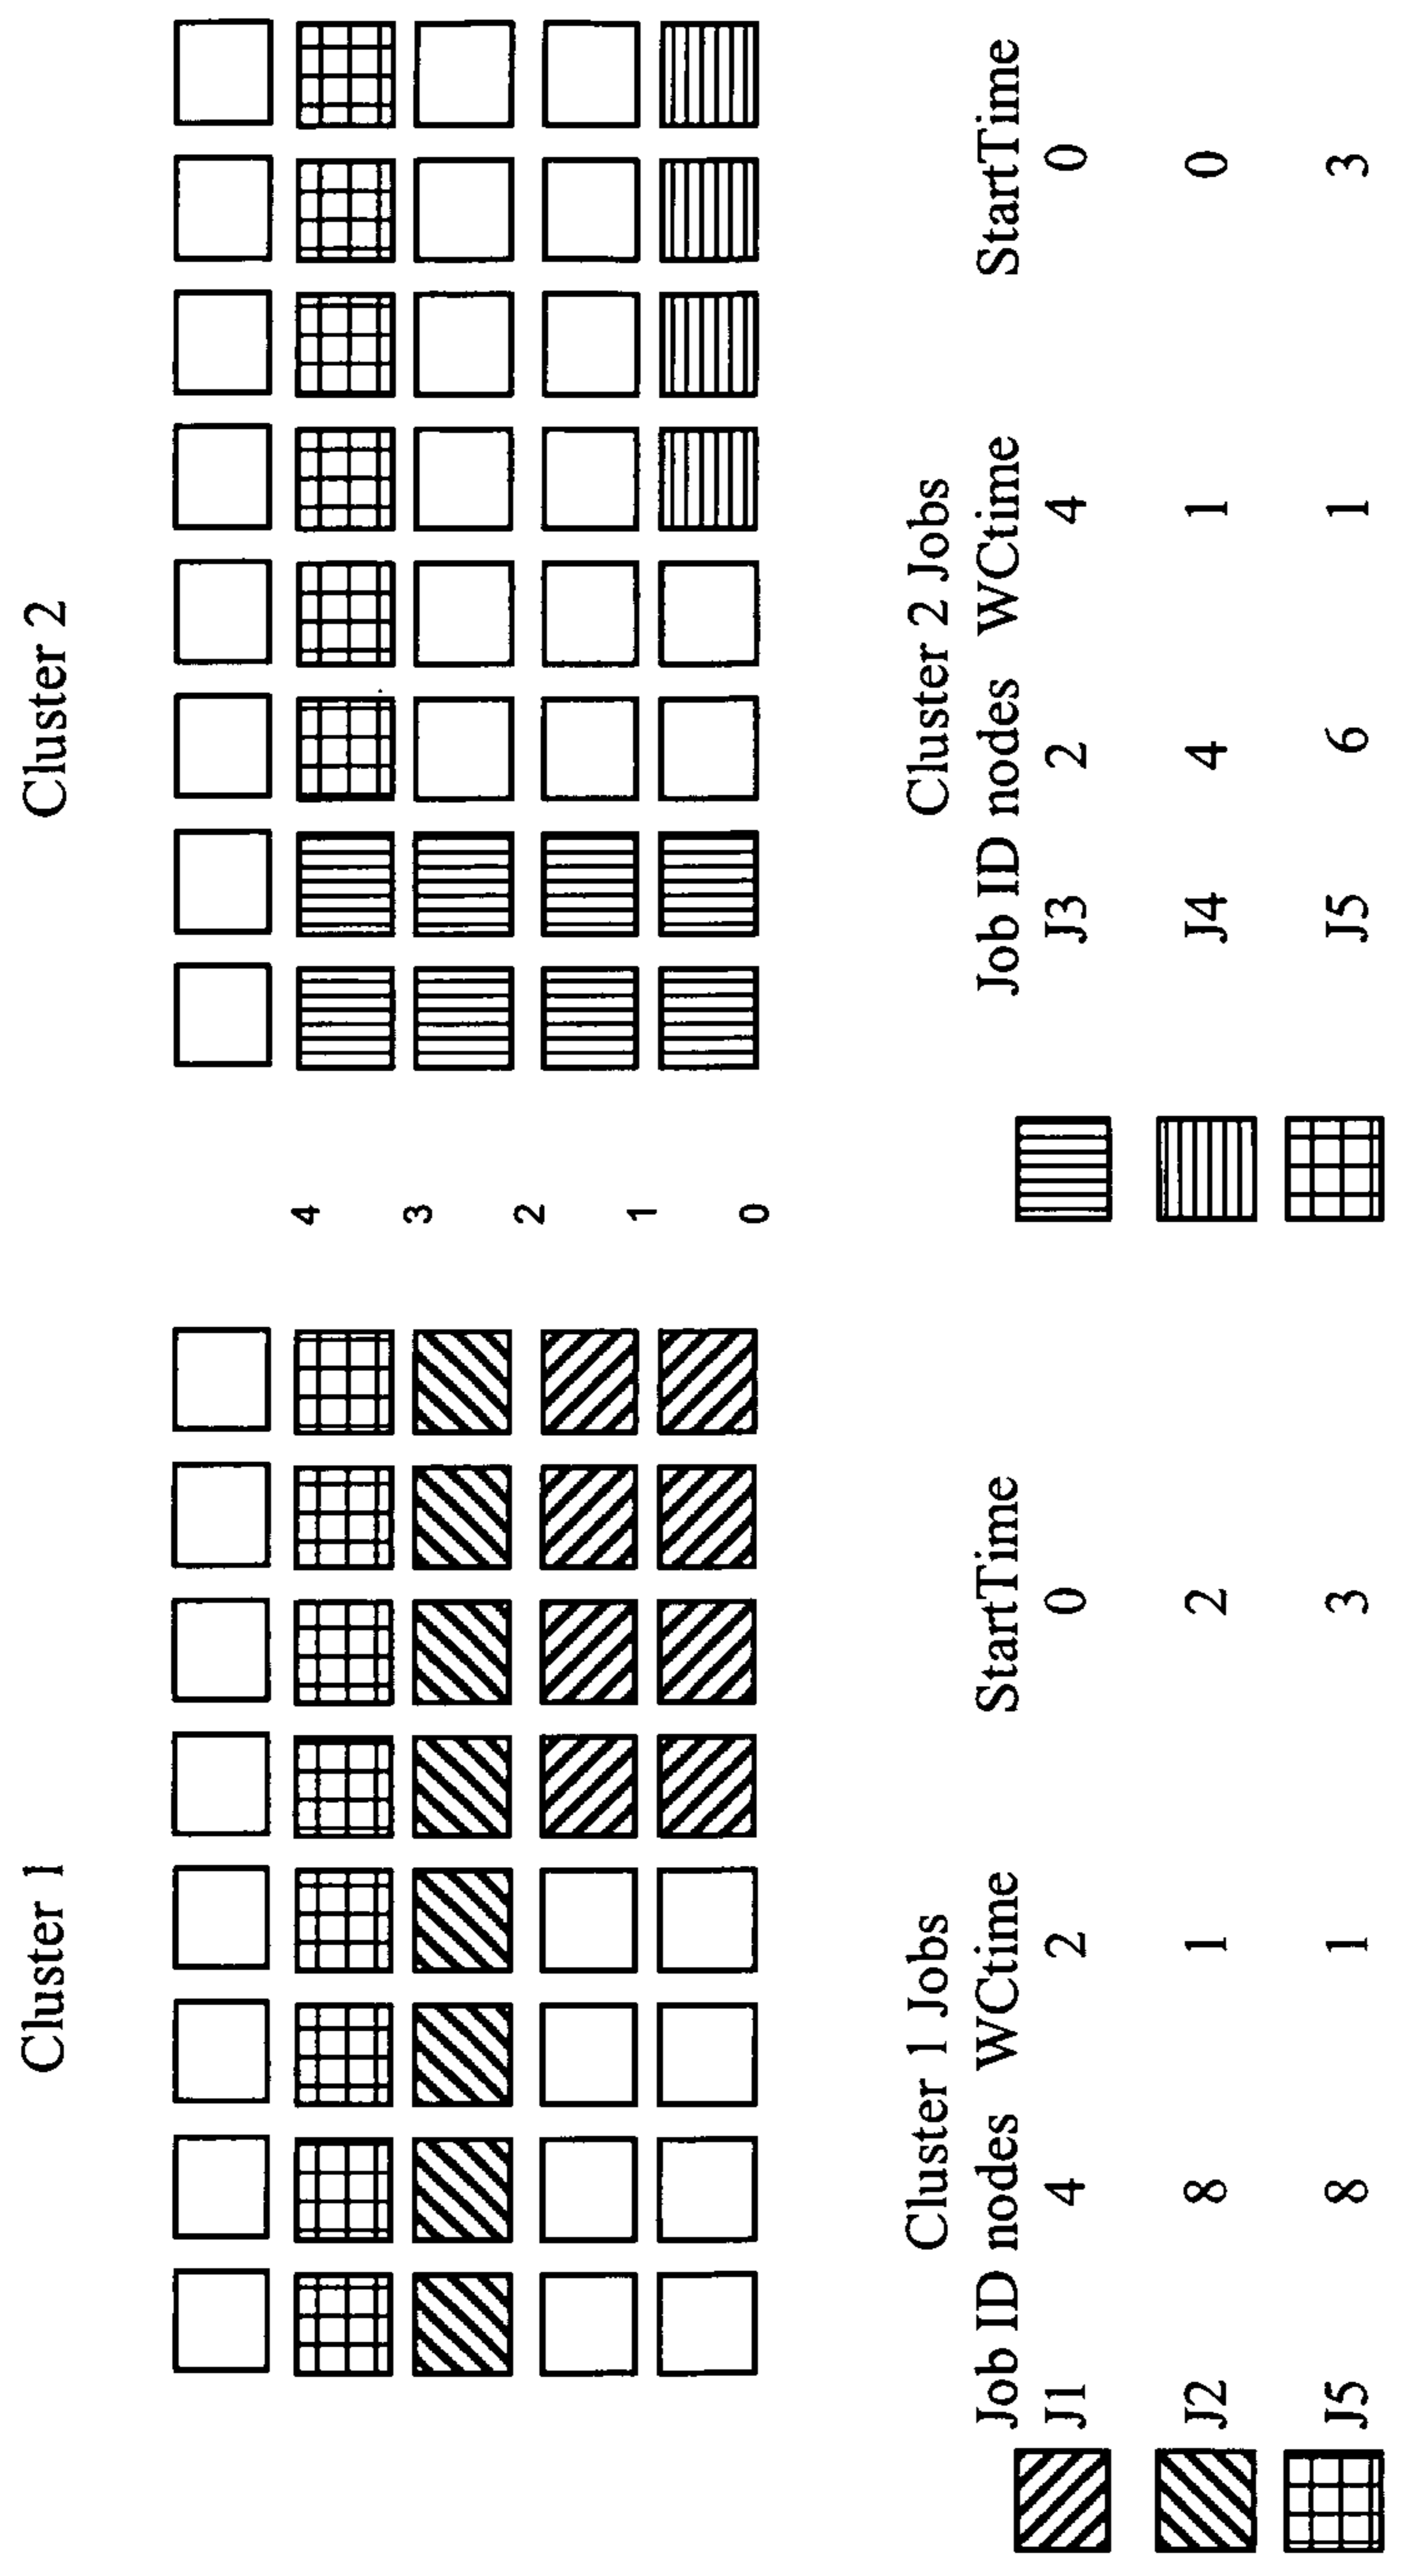 Cluster 1
Cluster 2
4
3
2
1
0
Cluster 1 Jobs
Job ID nodes WCtime StartTime
J1 4 2 0
J2 8 1 2
J5 8 1 3
Cluster 2 Jobs
Job ID nodes WCtime StartTime
J3 2 4 0
J4 4 1 0
J5 6 1 3